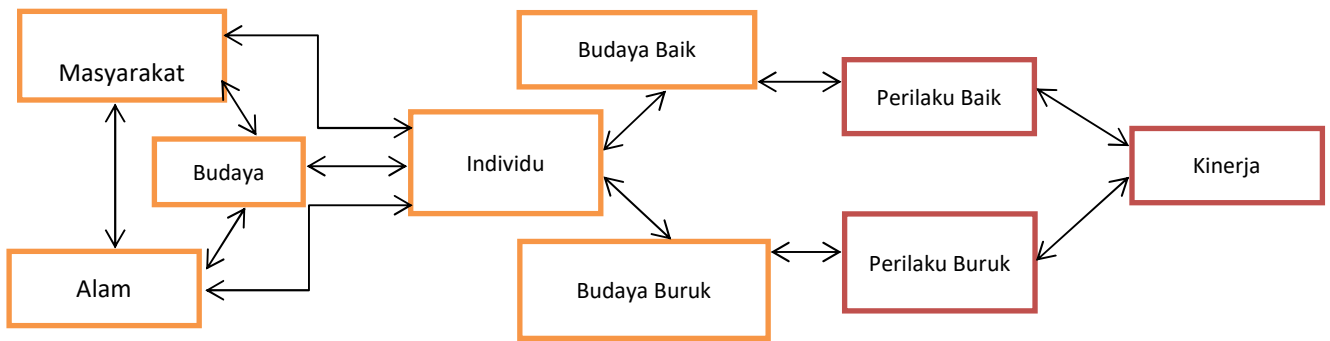 Masyarakat
Budaya
Alam
Individu
Budaya Baik
Budaya Buruk
Perilaku Baik
Perilaku Buruk
Kinerja